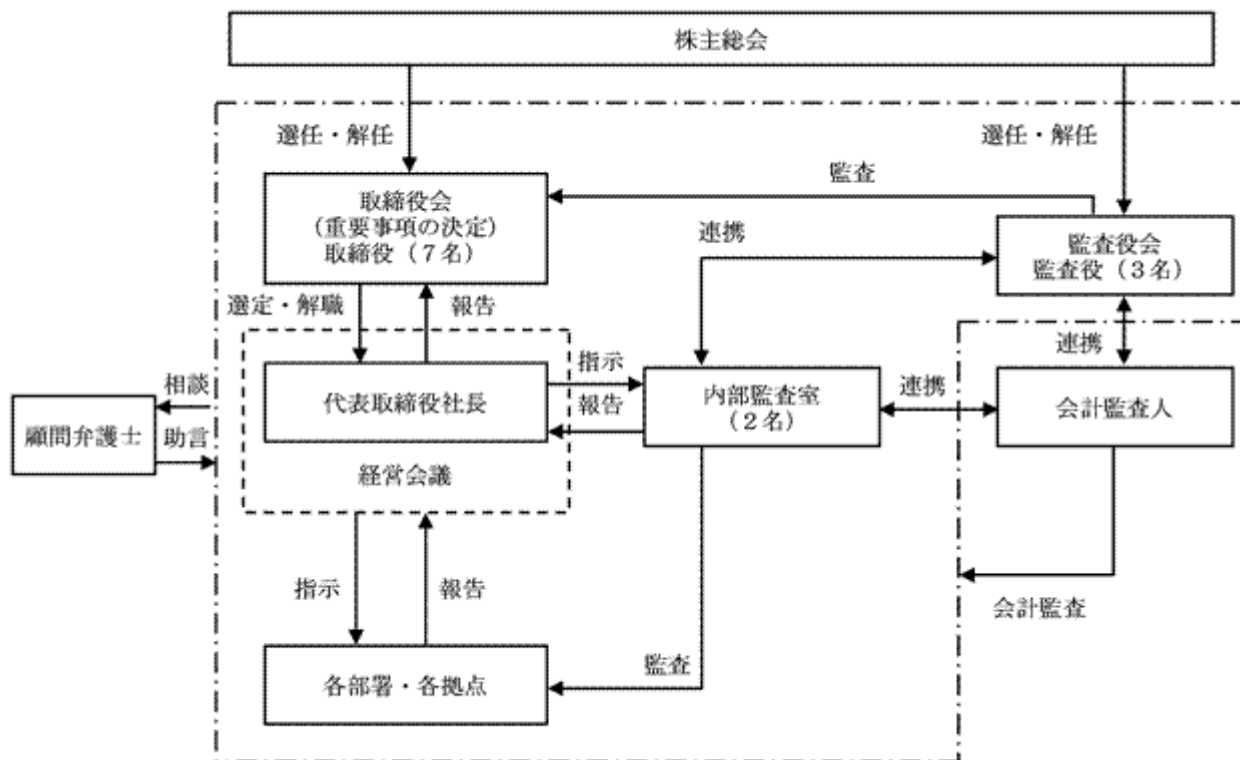 株主総会
選任・解任
選任・解任
監査
取締役会
(重要事項の決定)
取締役(7名)
連携
監査役会
監査役(3名)
選定・解職
報告
連携
指示
相談
代表取締役社長
報告
内部監査室
(2名)
連携
会計監査人
顧問弁護士
助言
経営会議
指示
報告
会計監査
監査
各部署・各拠点